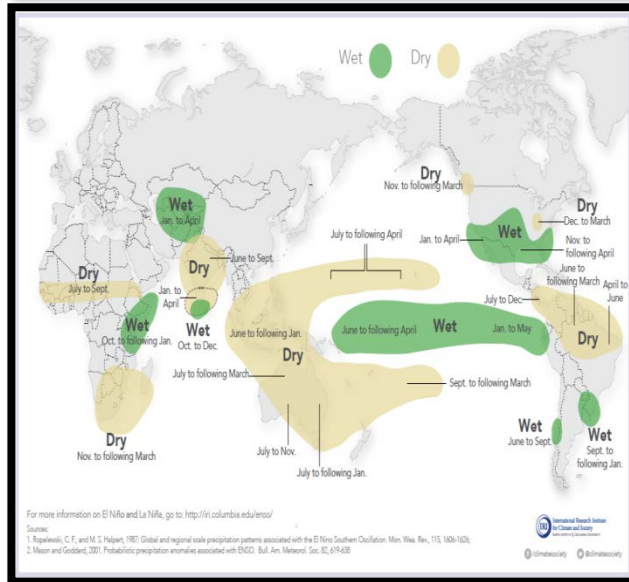 Wet Dry
Dry
Nov. to following March
Dry
Dec. to March
Wet
Jan. to April
July to following April
Jan. to April
Wet
Nov. to
following April
June to Sept.
Dry
Dry
July to Sept.
Jan. to
April
June to
following March
April to
June
July to Dec.
Dry
Wet
Oct. to following Jan.
Wet
Oct. to Dec.
June to following Jan.
Dry
June to following April
Wet
Jan. to May
July to following March
Sept. to following March
Dry
Nov. to following March
July to Nov.
July to following Jan.
Wet
June to Sept.
Wet
Sept. to
following Jan.
For more information on El Niño and La Niña, go to: http://iri.columbia.edu/enso/
Sources:
1. Ropelewski, C. F., and M. S. Halpert, 1987: Global and regional scale precipitation patterns associated with the El Nino Southern Oscillation. Mon. Wea. Rev., 115, 1606-1626;
2. Mason and Goddard, 2001. Probabilistic precipitation anomalies associated with ENSO. Bull. Am. Meteorol. Soc. 82, 619-638
IRI
International Research Institute
for Climate and Society
/climatesociety @climatesociety